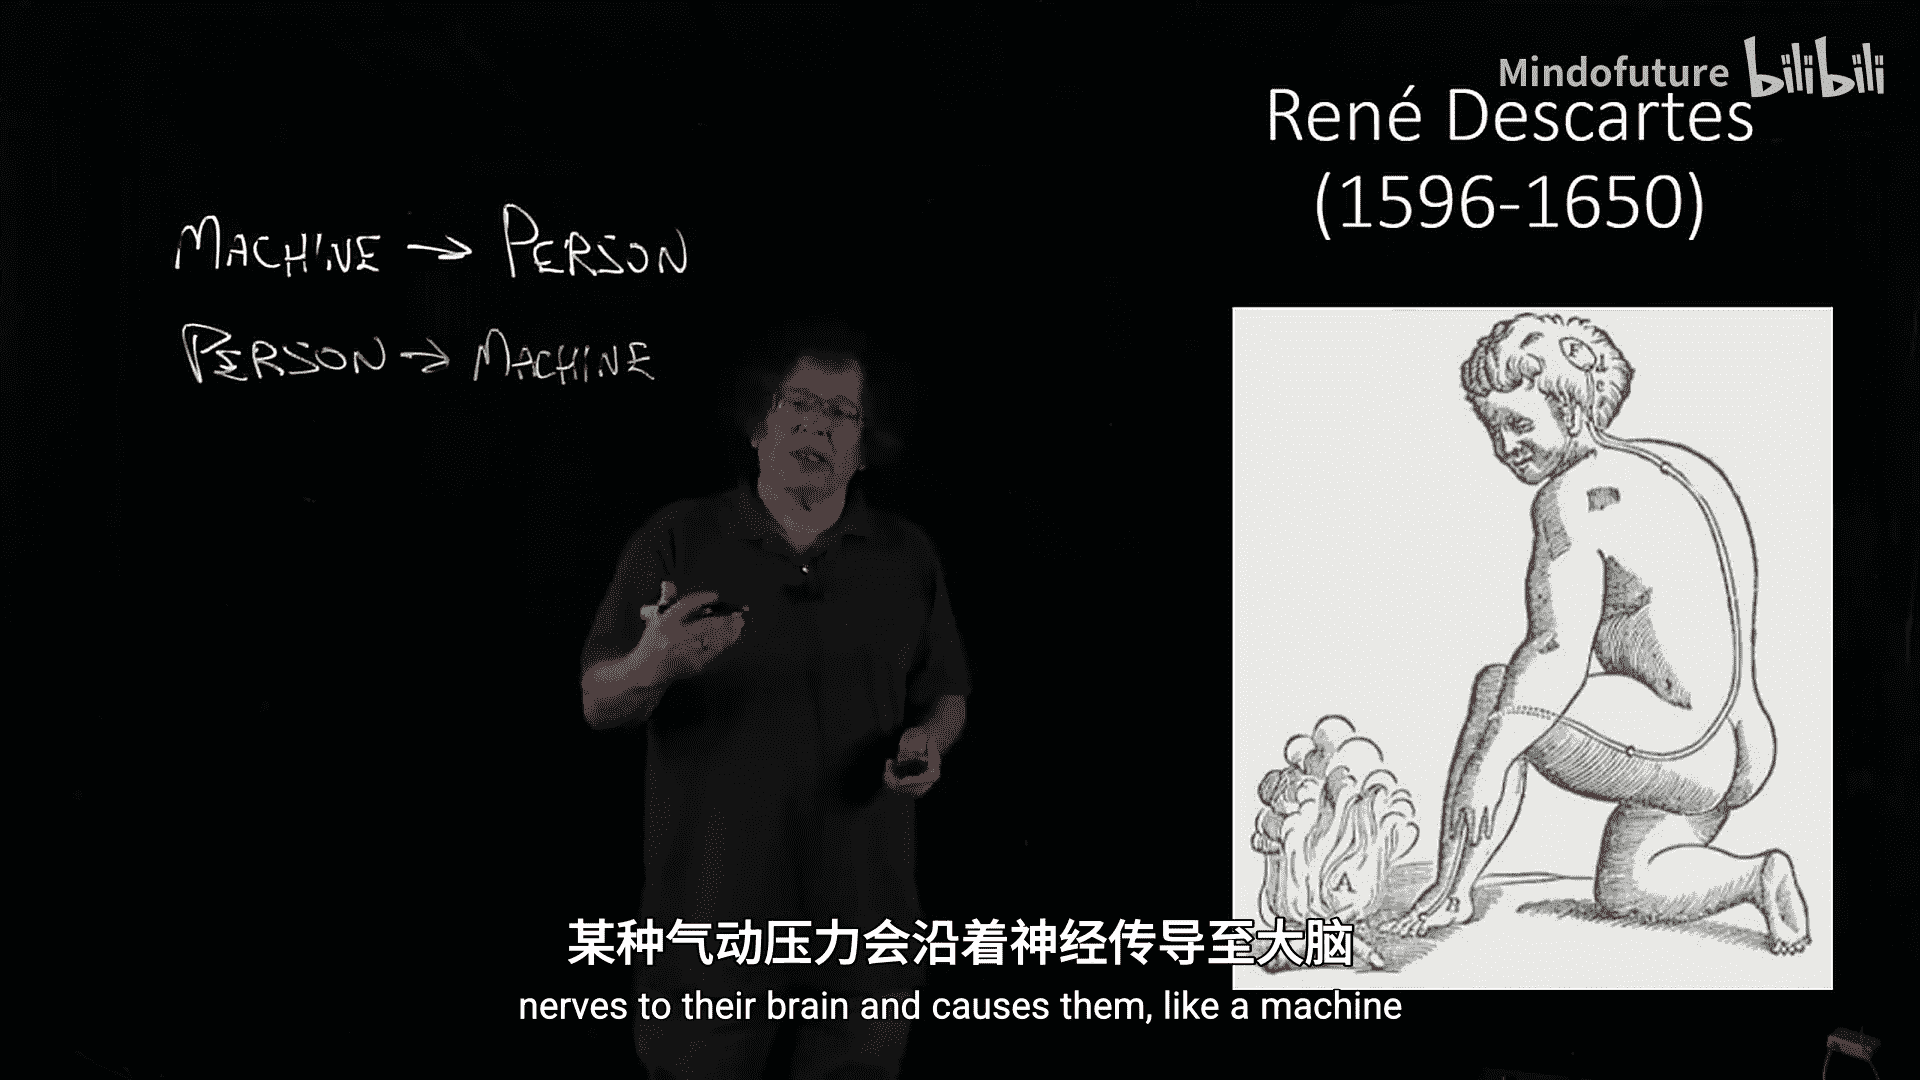 Mindofuture bilibili
René Descartes
(1596-1650)
MACHINE → PERSON
PERSON → MACHINE
F
A
某种气动压力会沿着神经传导至大脑
nerves to their brain and causes them, like a machine